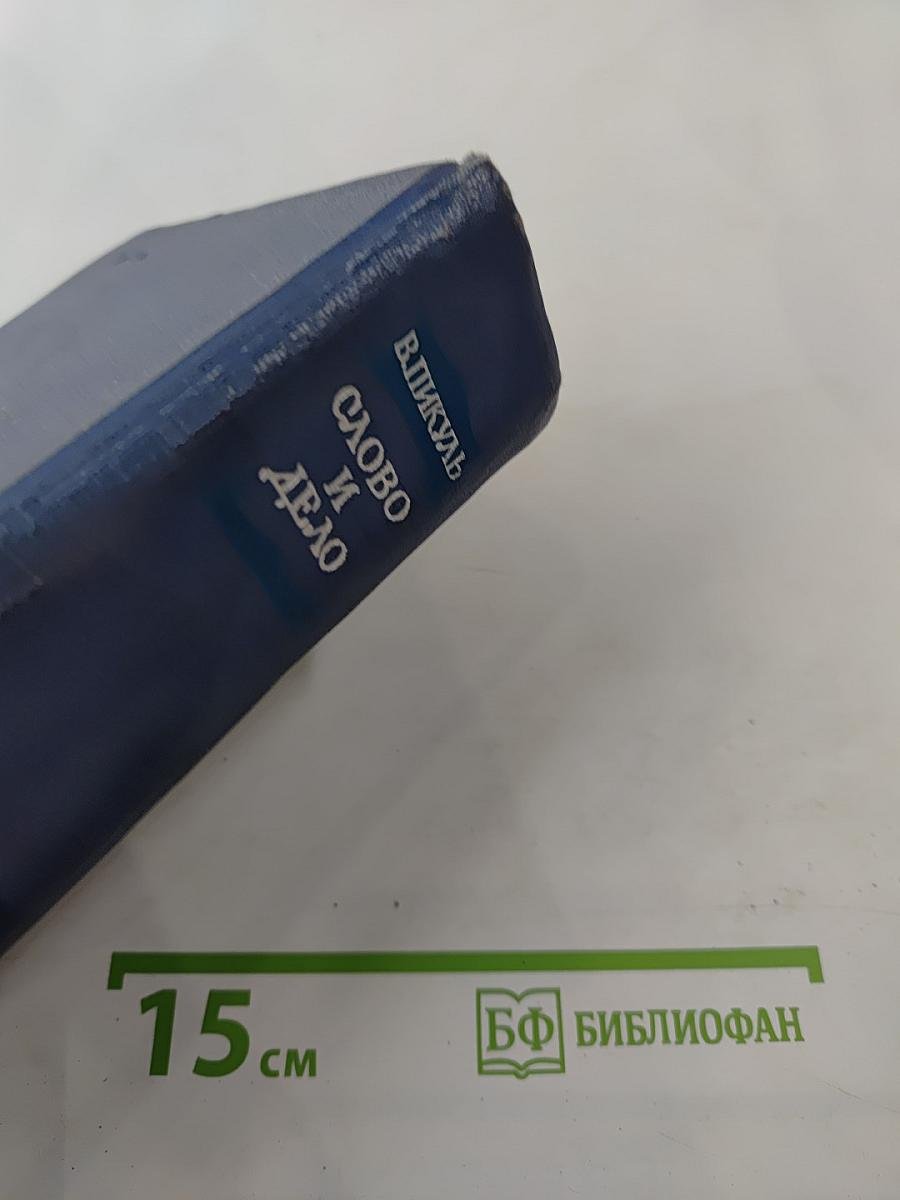 В.ПИКУЛЬ
СЛОВО
И
ДЕЛО
15 см
БФ БИБЛИОФАН